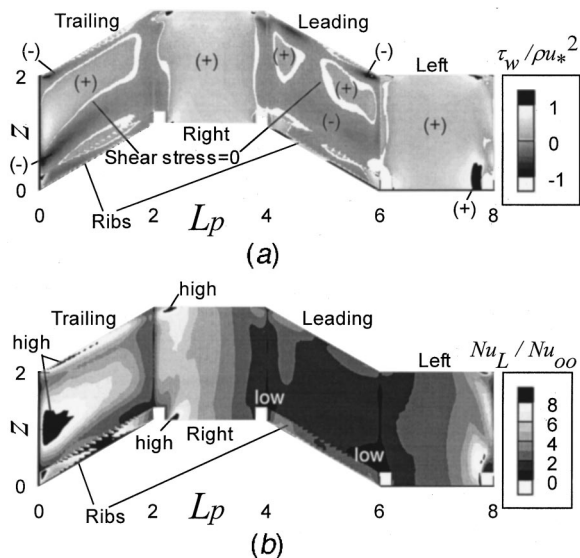 Trailing
Leading
(-)
(-)
Left
τw/ρu*²
2
(+)
(+)
(+)
(+)
(-)
(+)
1
0
-1
z
(-)
Shear stress=0
Right
0
Ribs
(+)
0
2
Lp
4
6
8
(a)
Trailing
high
Leading
high
Left
NuL/Nuoo
2
8
6
4
2
0
z
low
high
Right
low
0
Ribs
0
2
Lp
4
6
8
(b)